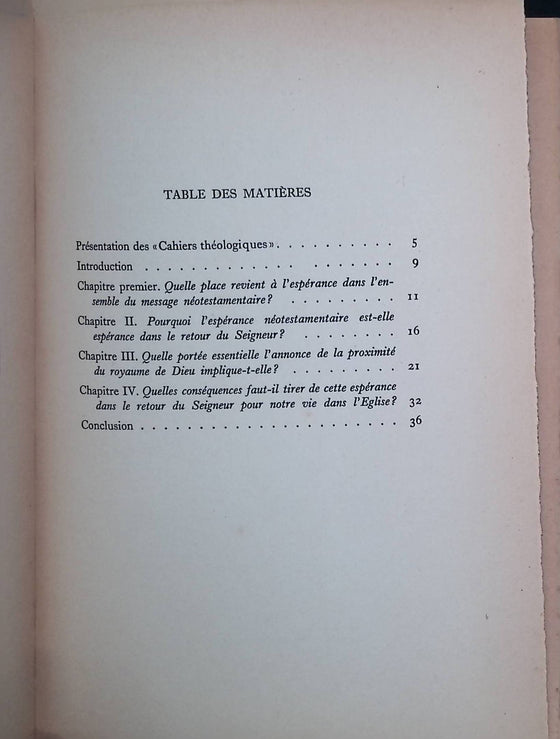 TABLE DES MATIÈRES
Présentation des «Cahiers théologiques». . . . . . . . . . . 5
Introduction . . . . . . . . . . . . . . . . . . . . 9
Chapitre premier. Quelle place revient à l'espérance dans l'en-
semble du message néotestamentaire? . . . . . . . . . 11
Chapitre II. Pourquoi l'espérance néotestamentaire est-elle
espérance dans le retour du Seigneur? . . . . . . . . 16
Chapitre III. Quelle portée essentielle l'annonce de la proximité
du royaume de Dieu implique-t-elle? . . . . . . . . . 21
Chapitre IV. Quelles conséquences faut-il tirer de cette espérance
dans le retour du Seigneur pour notre vie dans l'Eglise? 32
Conclusion . . . . . . . . . . . . . . . . . . . . . . 36